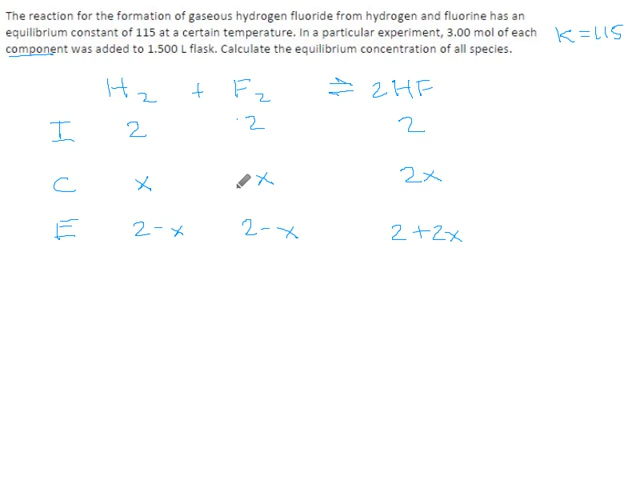 The reaction for the formation of gaseous hydrogen fluoride from hydrogen and fluorine has an
equilibrium constant of 115 at a certain temperature. In a particular experiment, 3.00 mol of each
component was added to 1.500 L flask. Calculate the equilibrium concentration of all species.
K = 115
H2 + F2 ⇌ 2HF
I 2 2 2
C x x 2x
E 2-x 2-x 2+2x